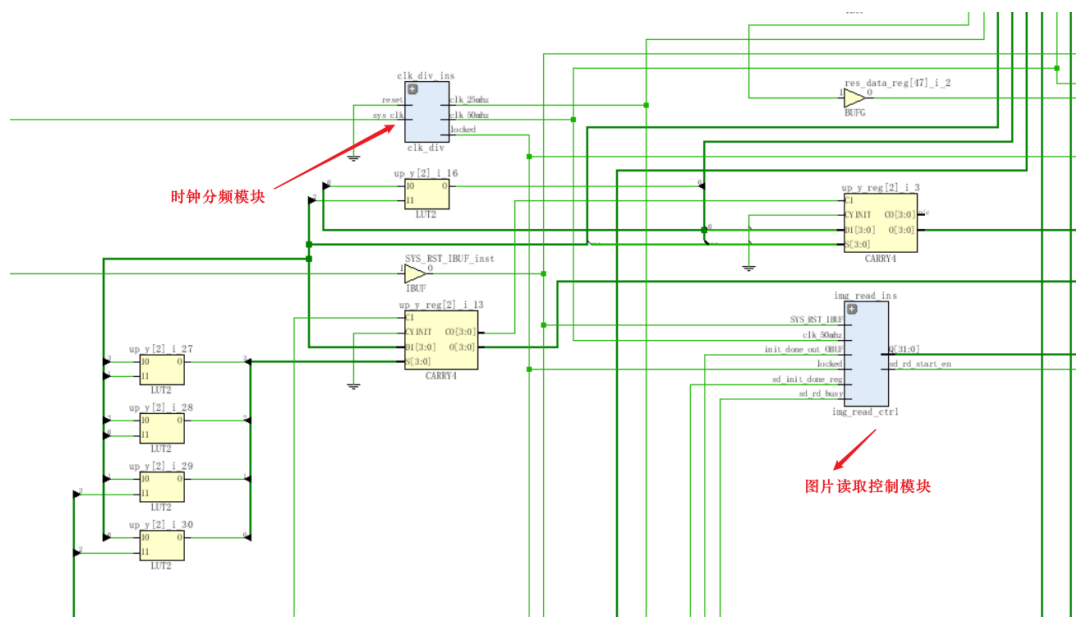 clk_div_ins
reset
sys_clk
clk_25mhz
clk_50mhz
locked
clk_div
时钟分频模块
res_data_reg[47]_i_2
I
O
BUFG
up_y[2]_i_16
I0
I1
O
LUT2
up_y_reg[2]_i_3
CI
CYINIT
DI[3:0]
S[3:0]
CO[3:0]
O[3:0]
n/c
CARRY4
SYS_RST_IBUF_inst
I
O
IBUF
up_y_reg[2]_i_13
CI
CYINIT
DI[3:0]
S[3:0]
CO[3:0]
O[3:0]
CARRY4
img_read_ins
SYS_RST_IBUF
clk_50mhz
init_done_out_OBUF
locked
sd_init_done_reg
sd_rd_busy
Q[31:0]
sd_rd_start_en
img_read_ctrl
图片读取控制模块
up_y[2]_i_27
I0
I1
O
LUT2
up_y[2]_i_28
I0
I1
O
LUT2
up_y[2]_i_29
I0
I1
O
LUT2
up_y[2]_i_30
I0
I1
O
LUT2